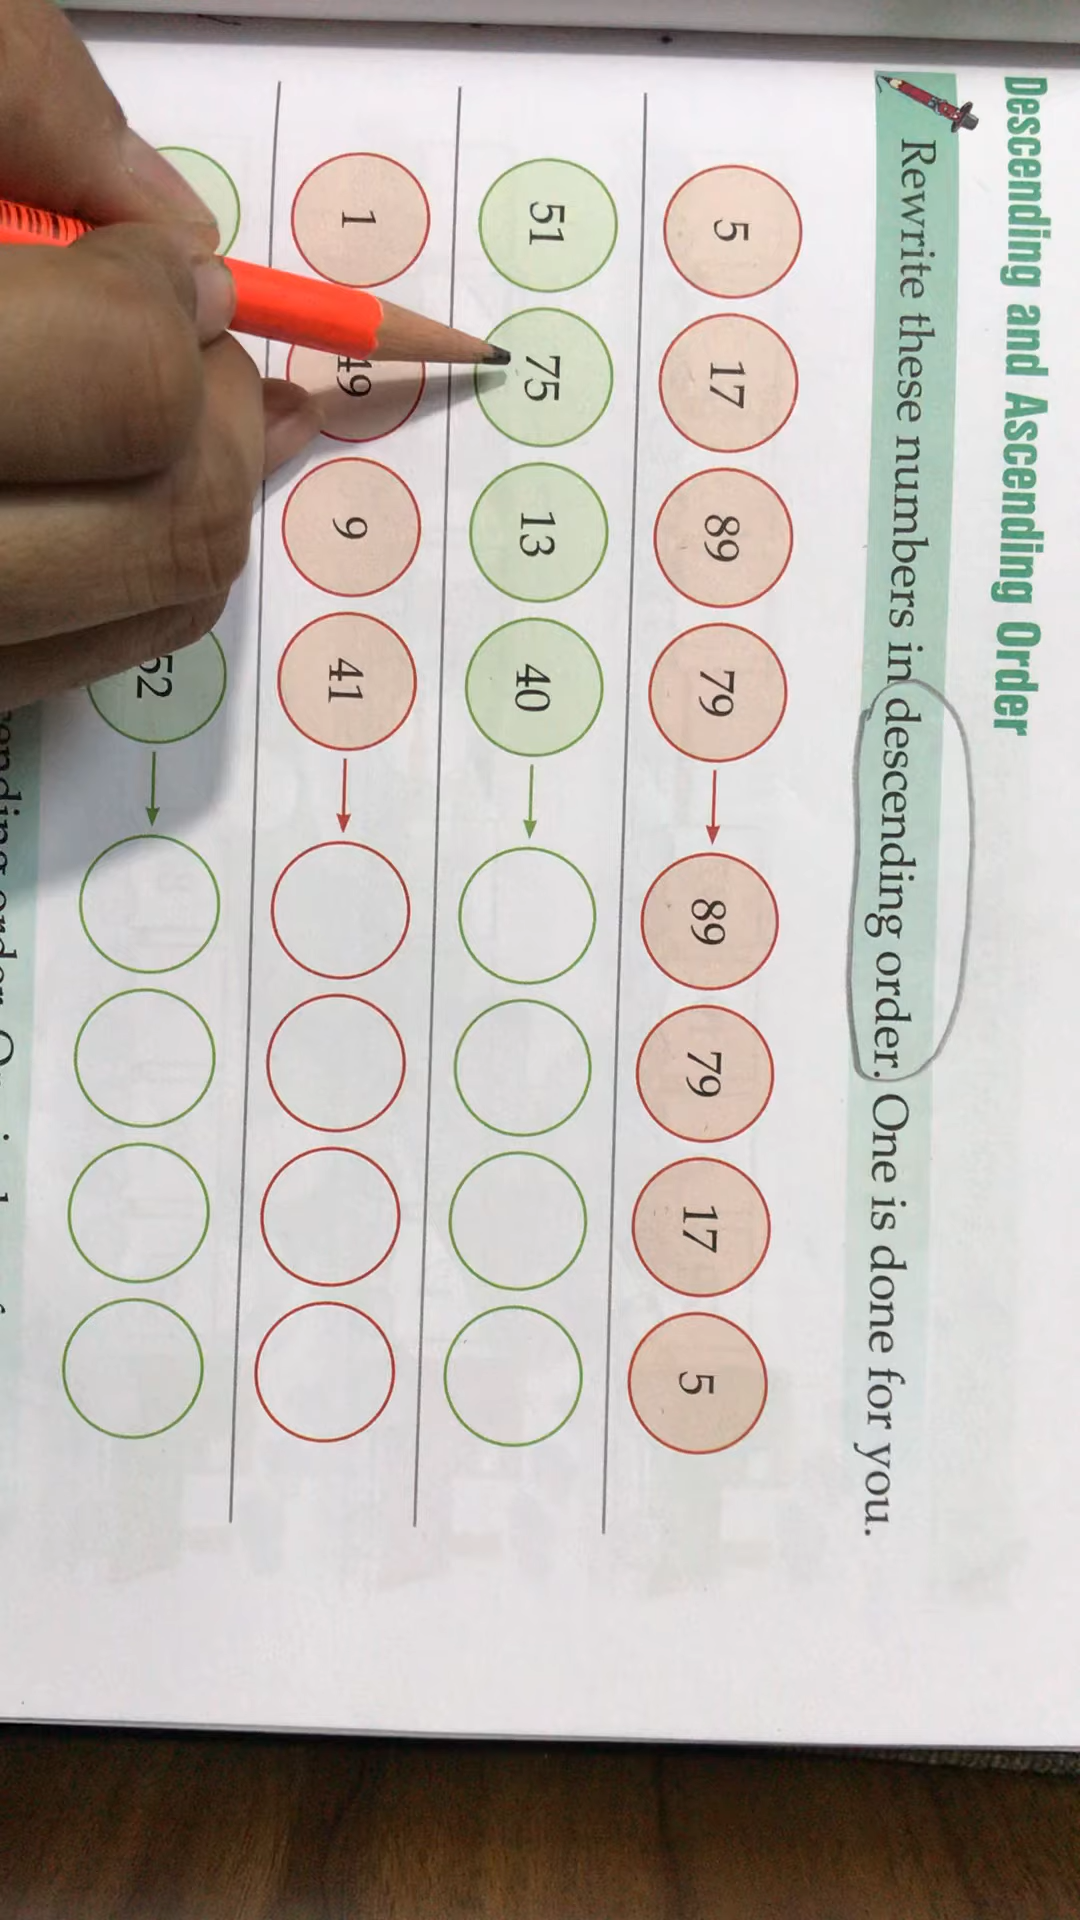 Descending and Ascending Order
Rewrite these numbers in descending order. One is done for you.
5 17 89 79 89 79 17 5
51 75 13 40
1 49 9 41
52